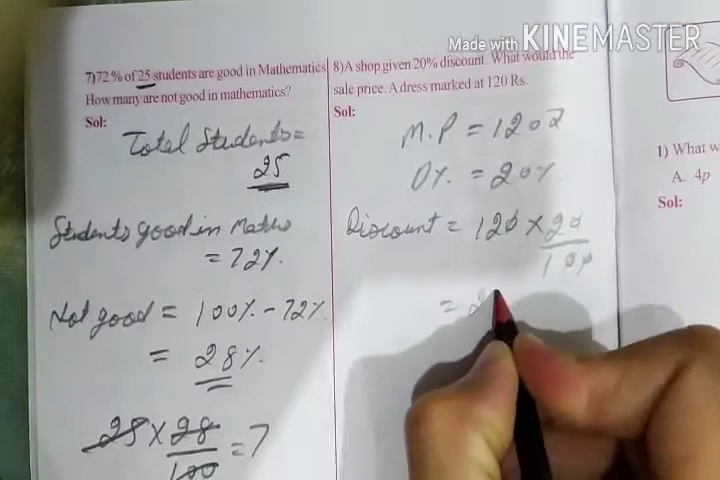 Made with KINEMASTER
7)72 % of 25 students are good in Mathematics
How many are not good in mathematics?
Sol:
Total Students =
25
Students good in Maths
= 72%.
Not good = 100% - 72%
= 28%.
25 × 28/100 = 7
8)A shop given 20% discount. What would the
sale price. A dress marked at 120 Rs.
Sol:
M.P = 120
D%. = 20%.
Discount = 120 × 20/100
=
1) What w
A. 4p
Sol: